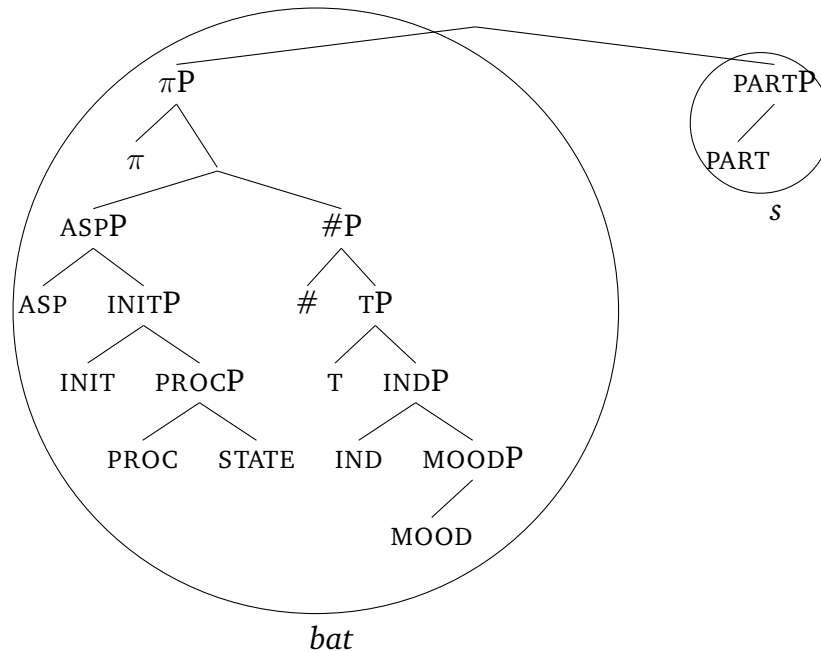 πP PARTP
π PART
ASPP #P s
ASP INITP # TP
INIT PROCP T INDP
PROC STATE IND MOODP
MOOD
bat